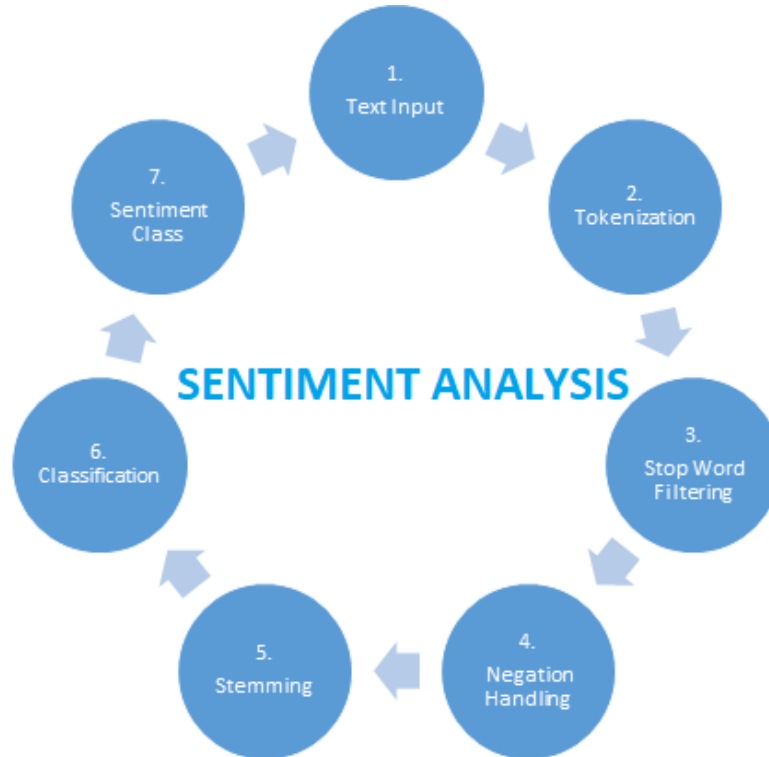 1.
Text Input
2.
Tokenization
3.
Stop Word
Filtering
4.
Negation
Handling
5.
Stemming
6.
Classification
7.
Sentiment
Class
SENTIMENT ANALYSIS